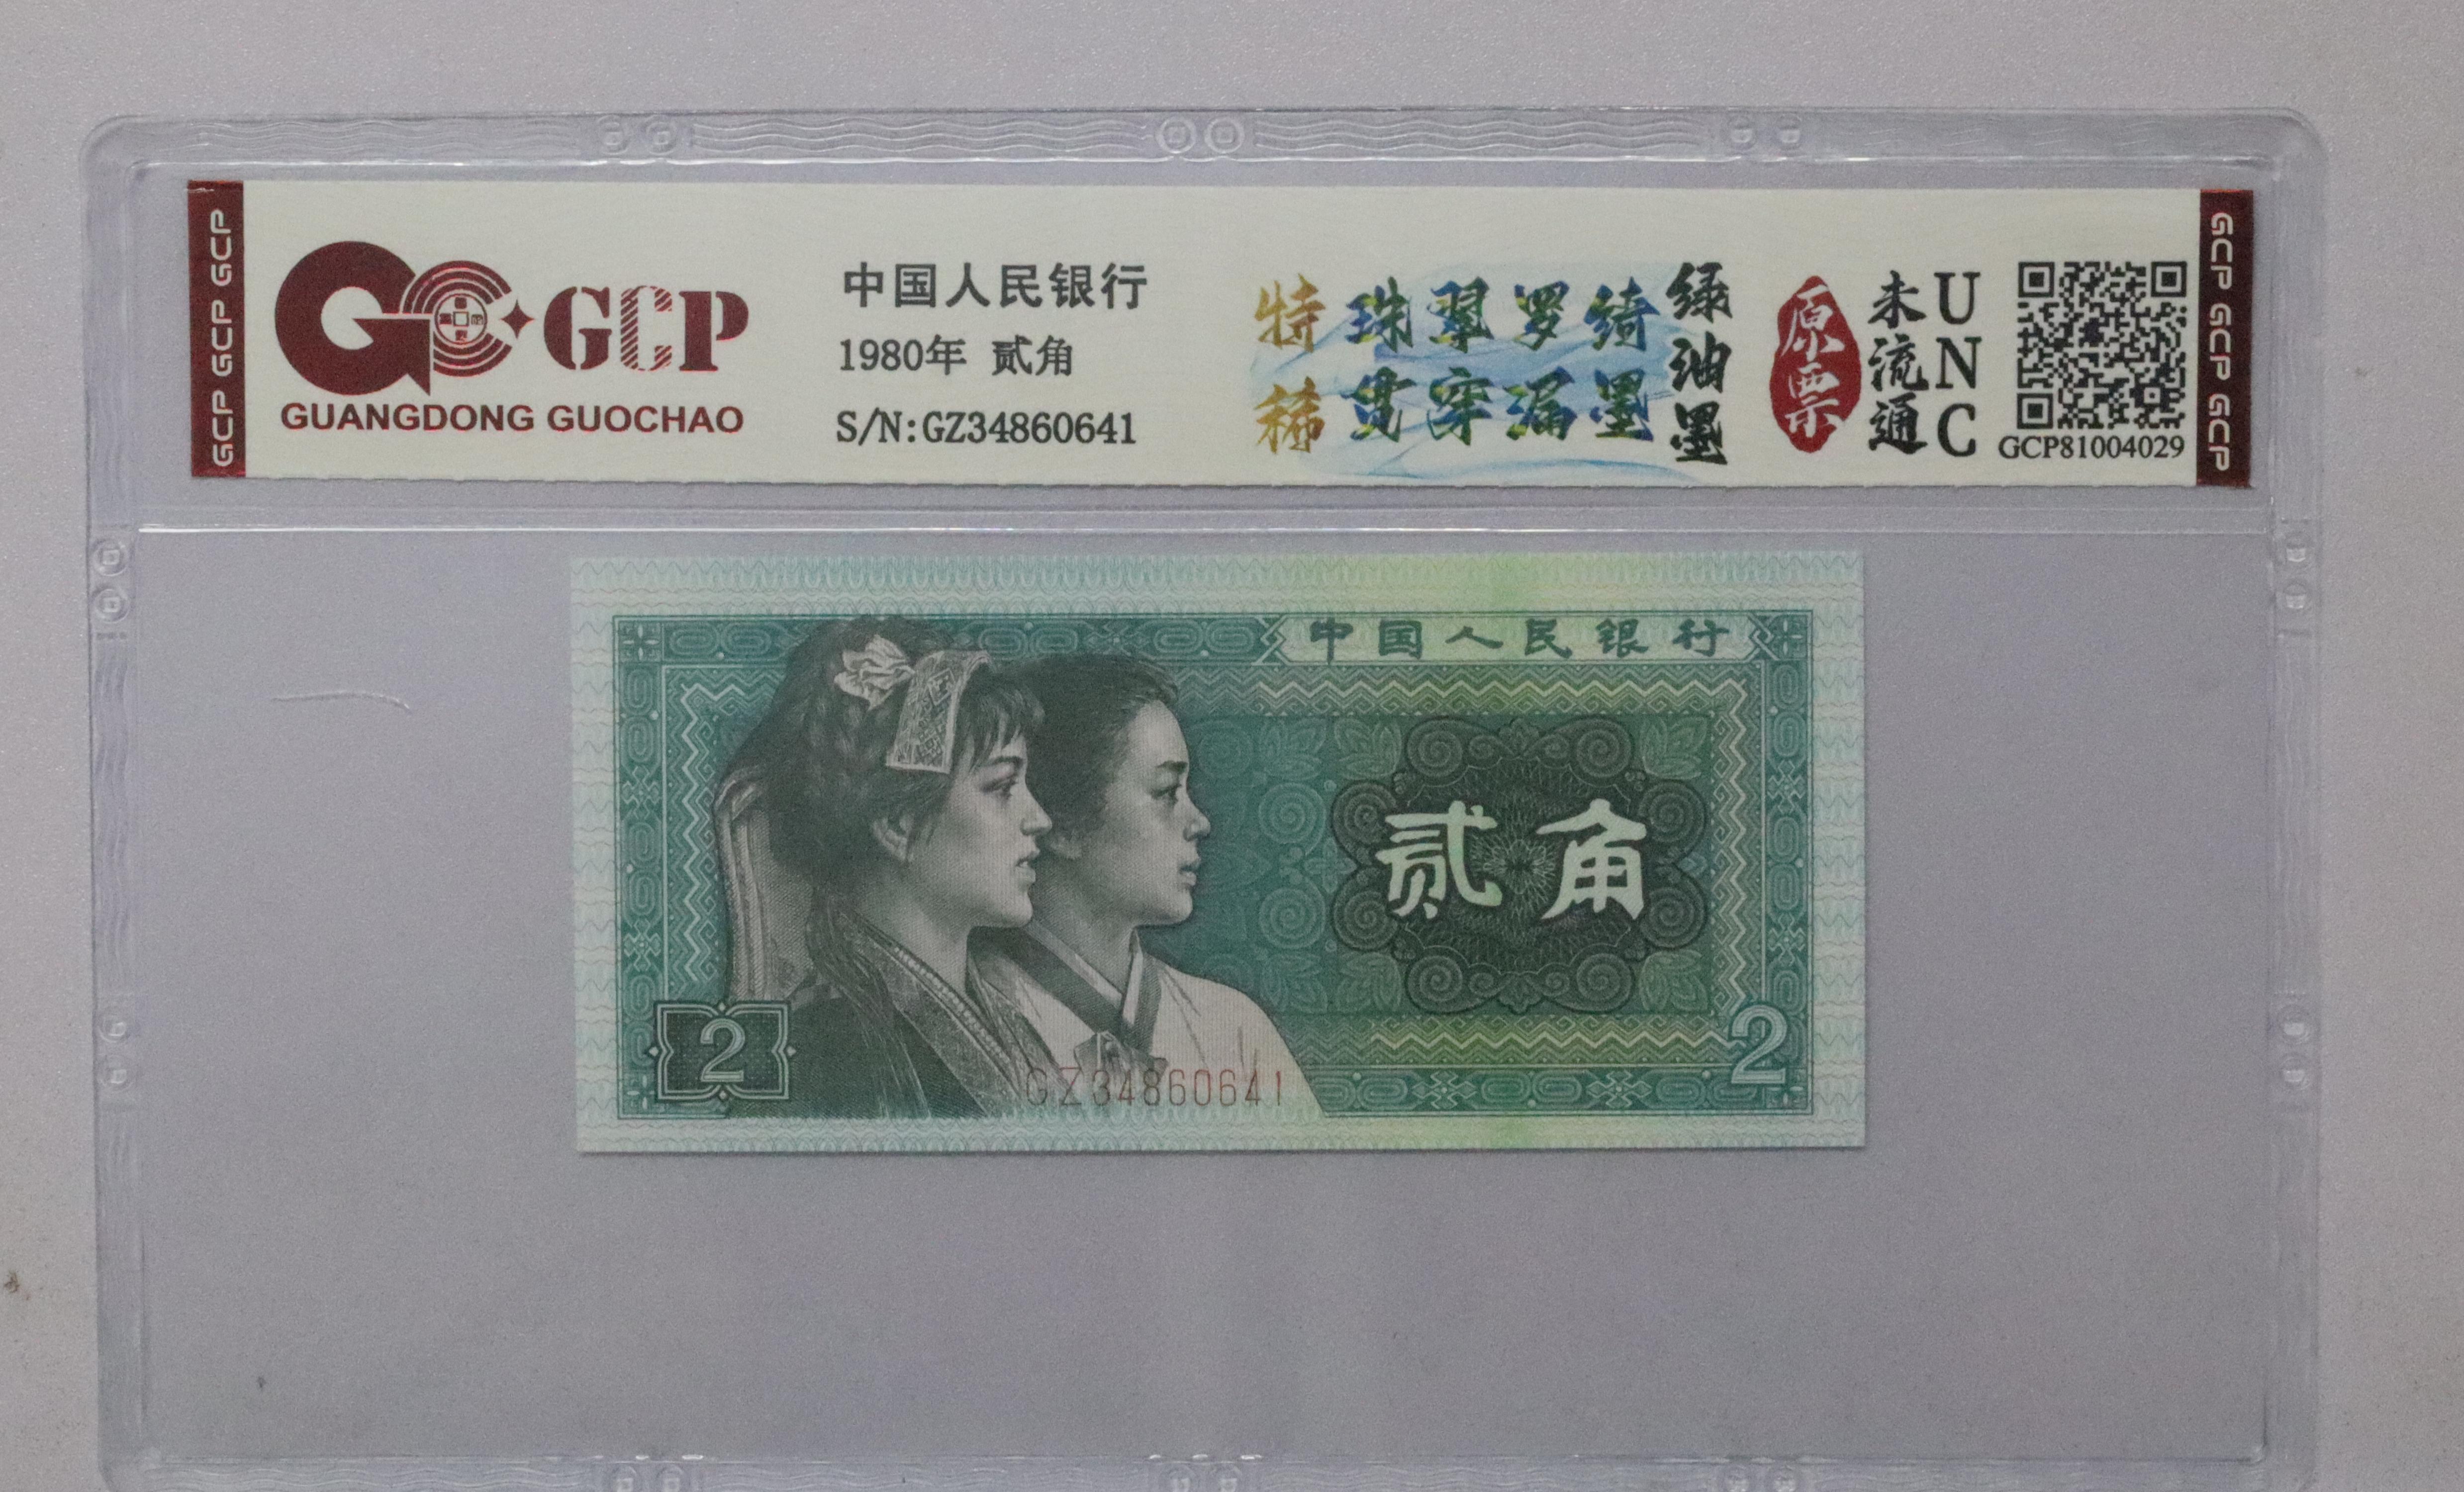 GCP GCP GCP
GCP
GUANGDONG GUOCHAO
中国人民银行
1980年 贰角
S/N:GZ34860641
特稀
珠翠罗绮
贯穿漏墨
绿油墨
原票
未流通
UNC
GCP81004029
GCP GCP GCP
中国人民银行
贰角
2
2
GZ34860641